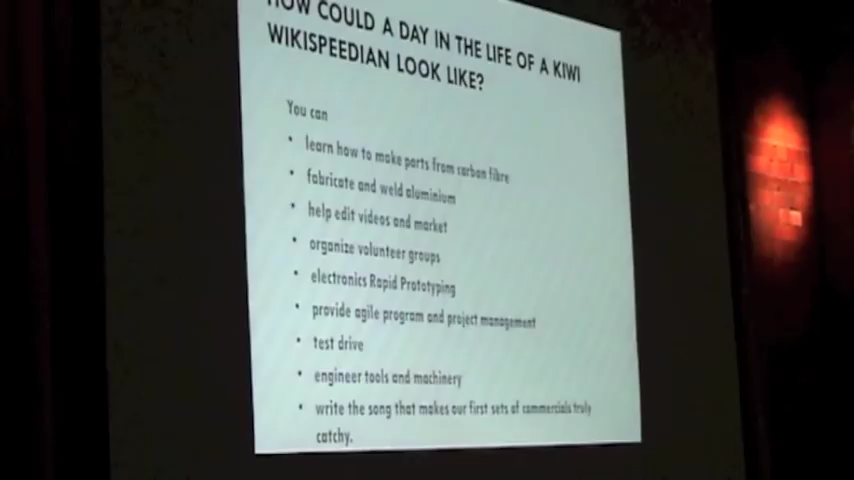 HOW COULD A DAY IN THE LIFE OF A KIWI
WIKISPEEDIAN LOOK LIKE?
You can
• learn how to make parts from carbon fibre
• fabricate and weld aluminium
• help edit videos and market
• organize volunteer groups
• electronics Rapid Prototyping
• provide agile program and project management
• test drive
• engineer tools and machinery
• write the song that makes our first sets of commercials truly
catchy.